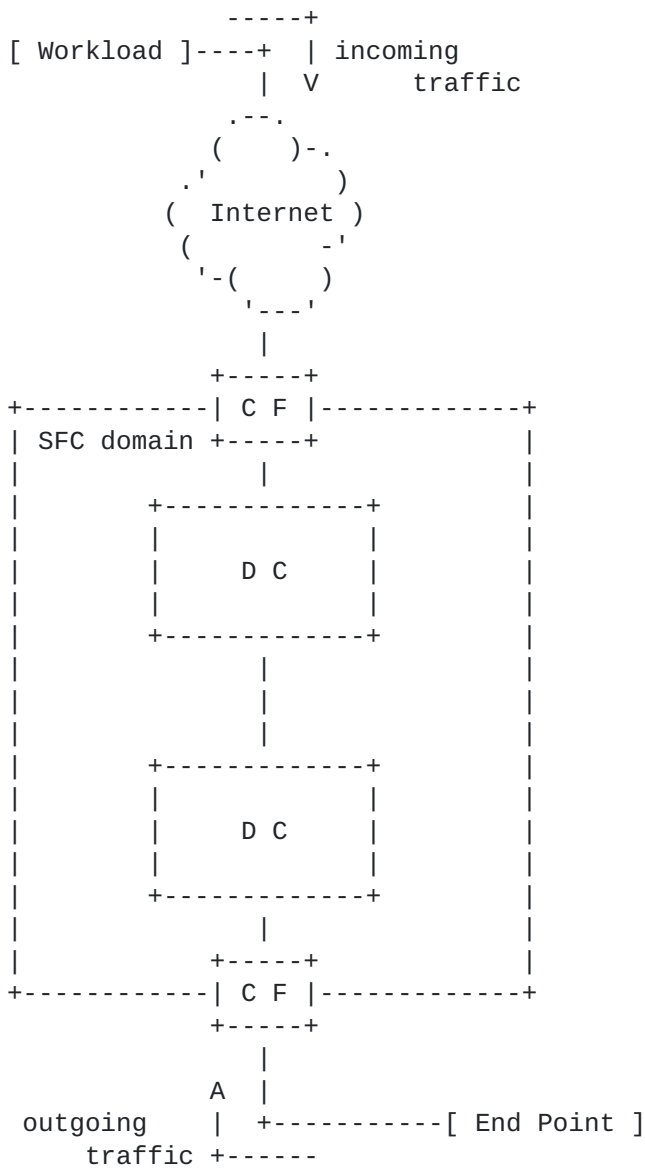 [ Workload ] incoming
V traffic
Internet
C F
SFC domain
D C
D C
C F
A
outgoing [ End Point ]
traffic